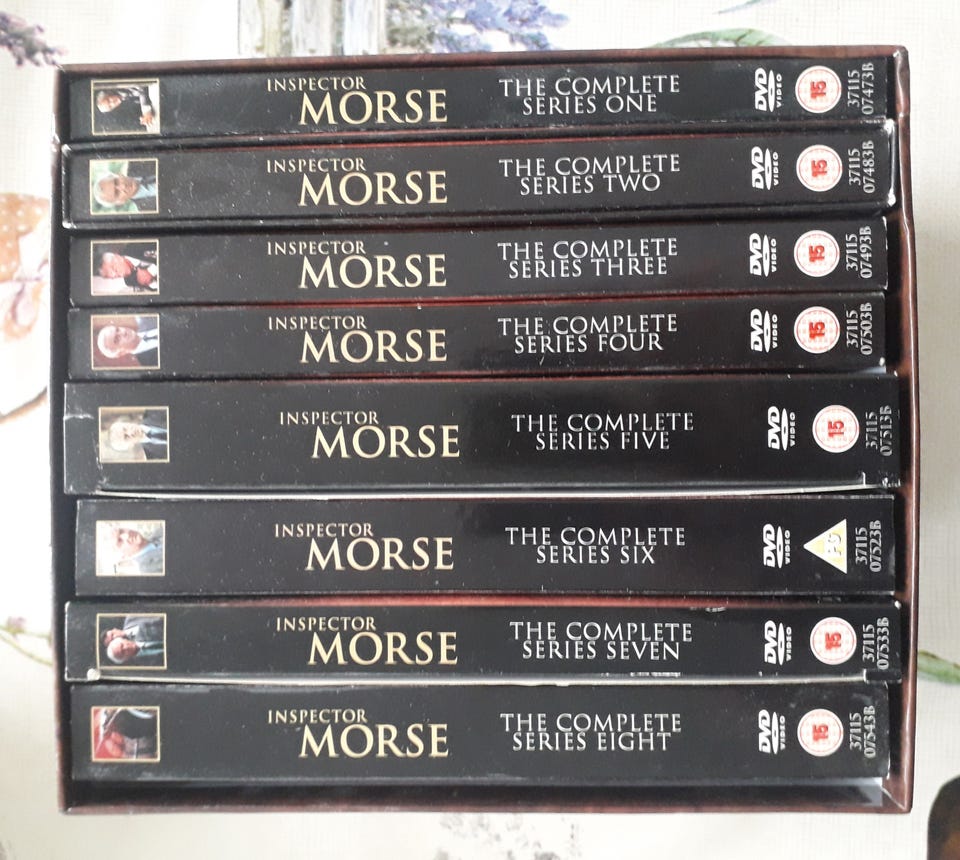 INSPECTOR
MORSE
THE COMPLETE
SERIES ONE
DVD
VIDEO
15
37115
07473B
INSPECTOR
MORSE
THE COMPLETE
SERIES TWO
DVD
VIDEO
15
37115
07483B
INSPECTOR
MORSE
THE COMPLETE
SERIES THREE
DVD
VIDEO
15
37115
07493B
INSPECTOR
MORSE
THE COMPLETE
SERIES FOUR
DVD
VIDEO
15
37115
07503B
INSPECTOR
MORSE
THE COMPLETE
SERIES FIVE
DVD
VIDEO
15
37115
07513B
INSPECTOR
MORSE
THE COMPLETE
SERIES SIX
DVD
VIDEO
PG
37115
07523B
INSPECTOR
MORSE
THE COMPLETE
SERIES SEVEN
DVD
VIDEO
15
37115
07533B
INSPECTOR
MORSE
THE COMPLETE
SERIES EIGHT
DVD
VIDEO
15
37115
07543B